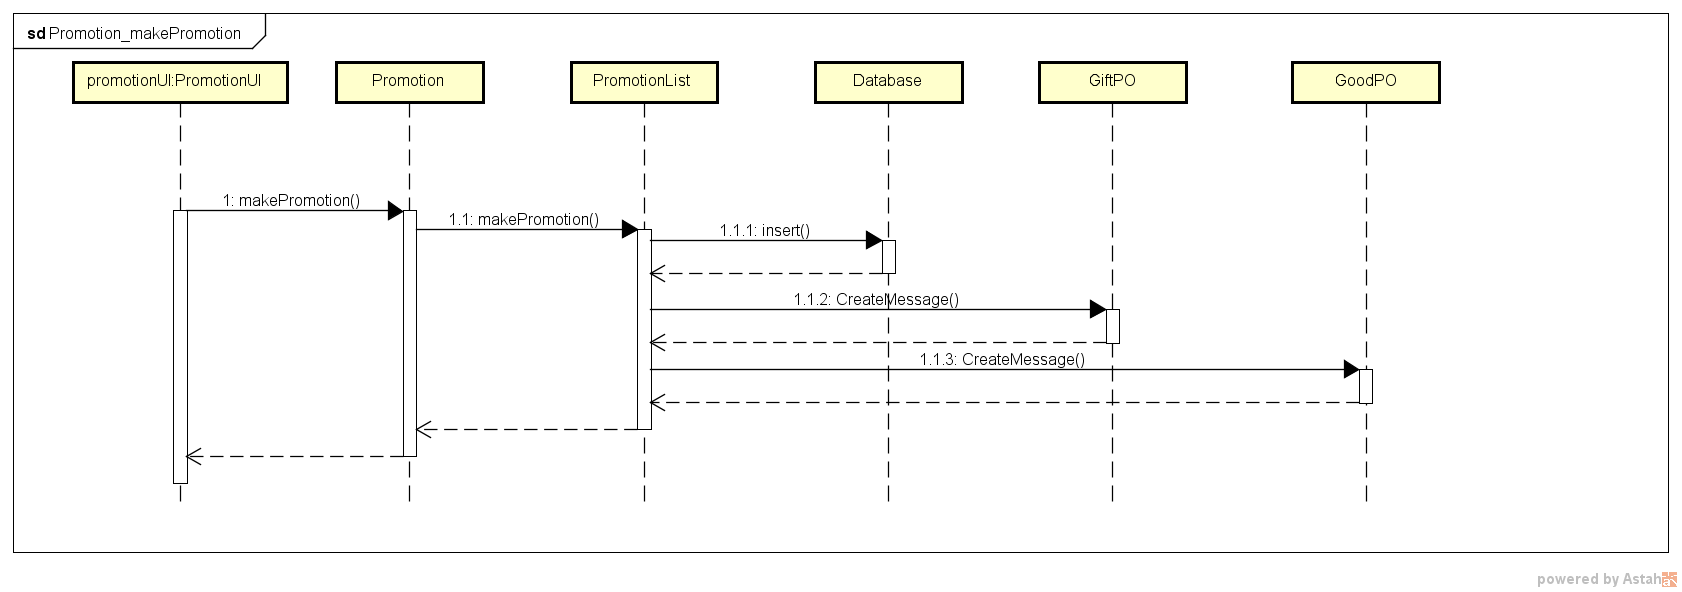 sd Promotion_makePromotion
promotionUI:PromotionUI
Promotion
PromotionList
Database
GiftPO
GoodPO
1: makePromotion()
1.1: makePromotion()
1.1.1: insert()
1.1.2: CreateMessage()
1.1.3: CreateMessage()
powered by Astah